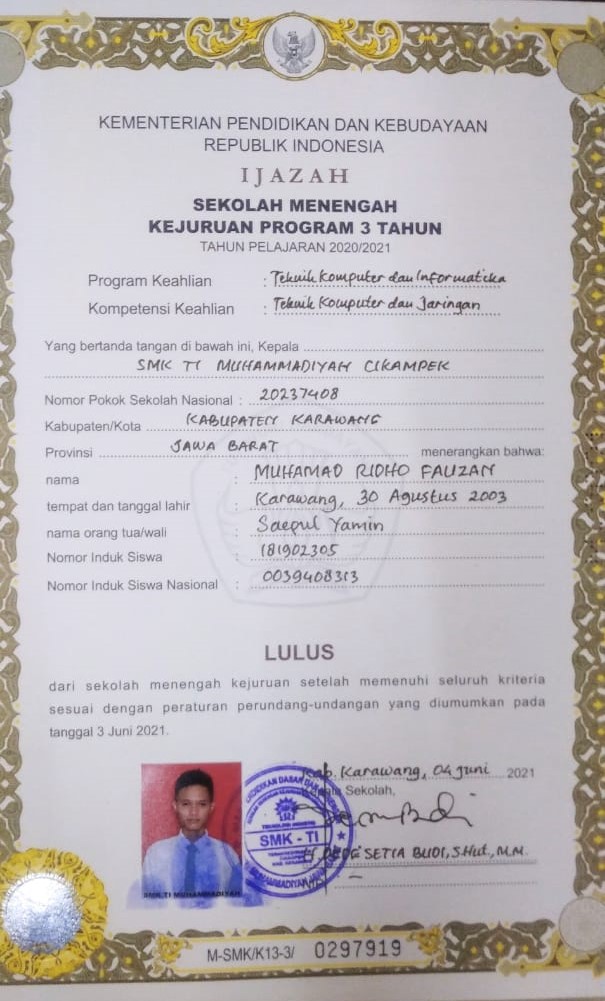 KEMENTERIAN PENDIDIKAN DAN KEBUDAYAAN
REPUBLIK INDONESIA
IJAZAH
SEKOLAH MENENGAH
KEJURUAN PROGRAM 3 TAHUN
TAHUN PELAJARAN 2020/2021
Program Keahlian : Teknik Komputer dan Informatika
Kompetensi Keahlian : Teknik Komputer dan Jaringan
Yang bertanda tangan di bawah ini, Kepala
SMK TI MUHAMMADIYAH CIKAMPEK
Nomor Pokok Sekolah Nasional : 20237408
Kabupaten/Kota KABUPATEN KARAWANG
Provinsi JAWA BARAT menerangkan bahwa:
nama : MUHAMAD RIDHO FAUZAN
tempat dan tanggal lahir : Karawang, 30 Agustus 2003
nama orang tua/wali : Saepul Yamin
Nomor Induk Siswa : 181902305
Nomor Induk Siswa Nasional : 0039408313
LULUS
dari sekolah menengah kejuruan setelah memenuhi seluruh kriteria
sesuai dengan peraturan perundang-undangan yang diumumkan pada
tanggal 3 Juni 2021.
Kab. Karawang, 04 Juni 2021
Kepala Sekolah,
SMK - TI
SETIA BUDI, S.Hut., M.M.
SMK TI MUHAMMADIYAH
M-SMK/K13-3/ 0297919